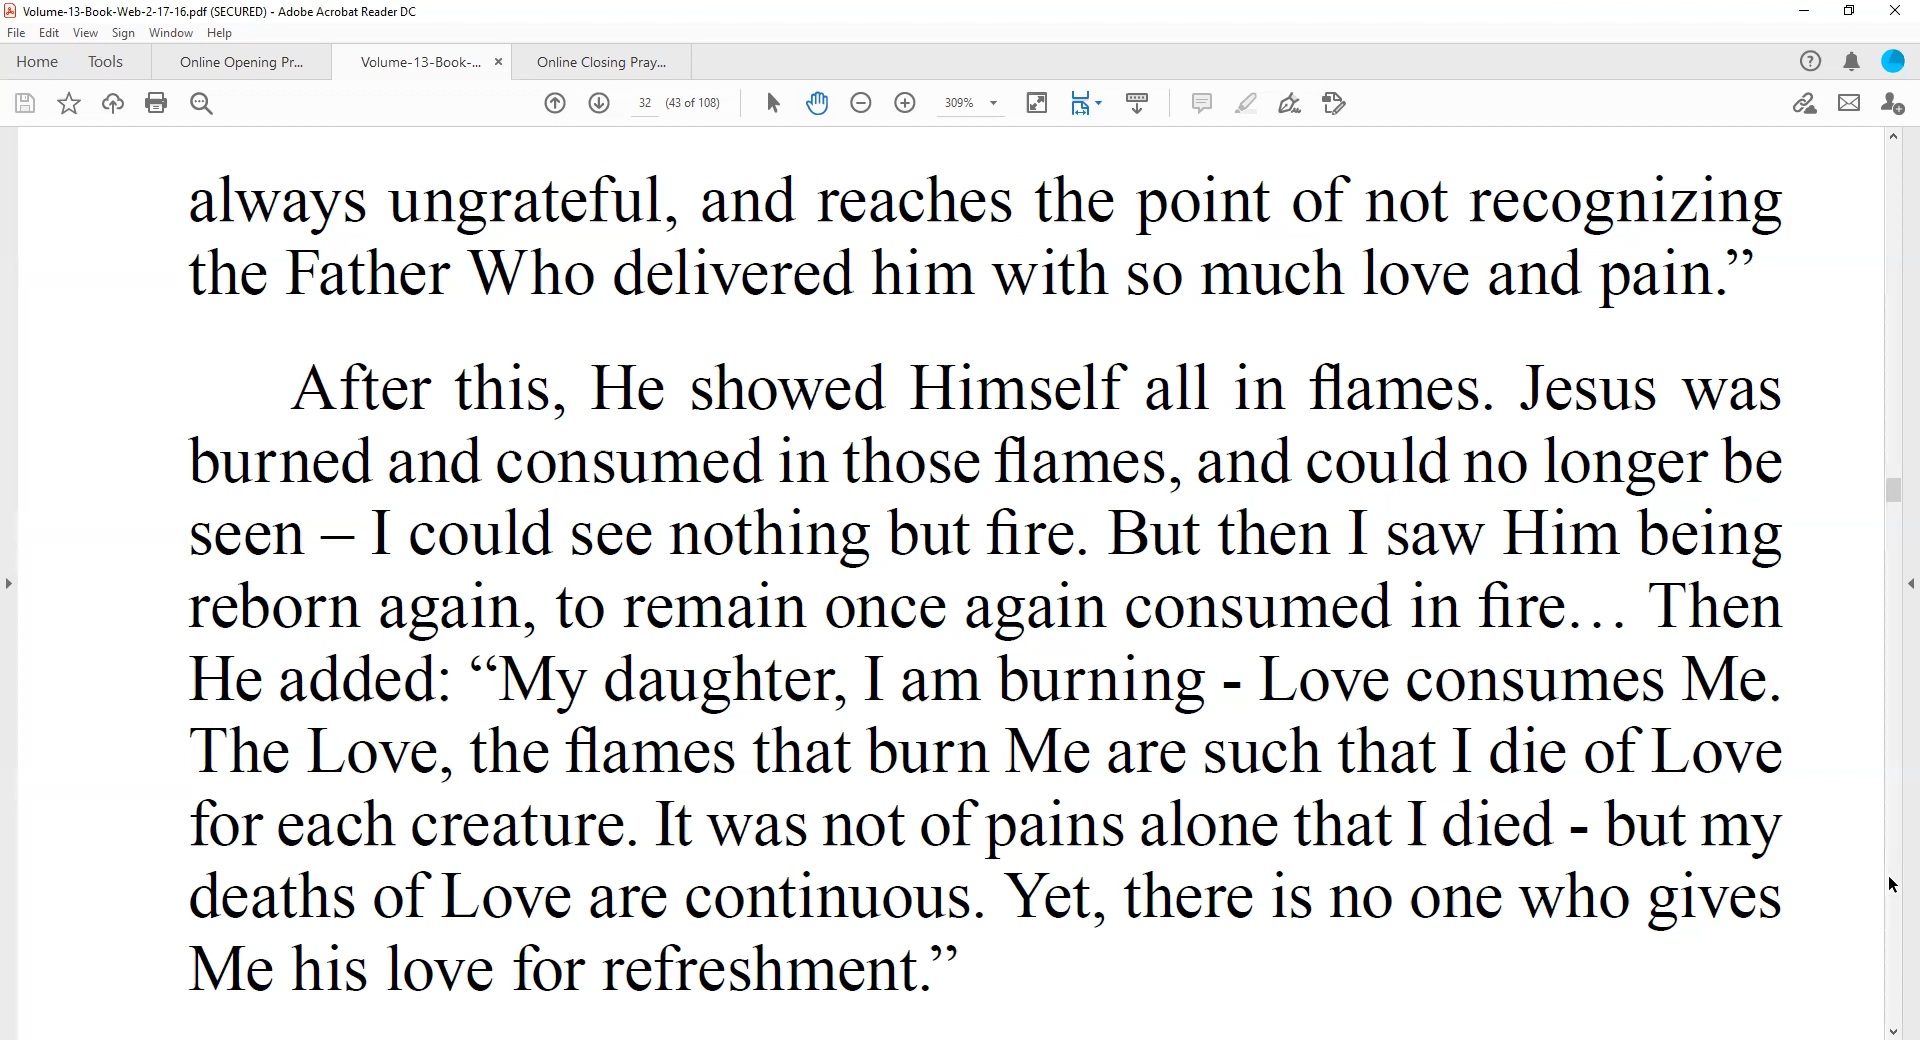 Volume-13-Book-Web-2-17-16.pdf (SECURED) - Adobe Acrobat Reader DC
File Edit View Sign Window Help
Home Tools Online Opening Pr... Volume-13-Book-... × Online Closing Pray...
32 (43 of 108) 309%
always ungrateful, and reaches the point of not recognizing
the Father Who delivered him with so much love and pain.”
After this, He showed Himself all in flames. Jesus was
burned and consumed in those flames, and could no longer be
seen – I could see nothing but fire. But then I saw Him being
reborn again, to remain once again consumed in fire… Then
He added: “My daughter, I am burning - Love consumes Me.
The Love, the flames that burn Me are such that I die of Love
for each creature. It was not of pains alone that I died - but my
deaths of Love are continuous. Yet, there is no one who gives
Me his love for refreshment.”